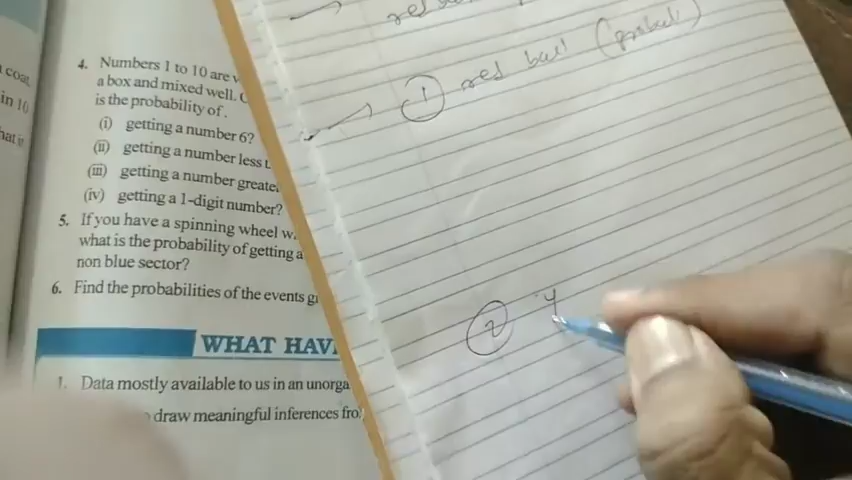 coat
in 10
4. Numbers 1 to 10 are
a box and mixed well.
is the probability of .
(i) getting a number 6?
(ii) getting a number less
(iii) getting a number greate
(iv) getting a 1-digit number?
5. If you have a spinning wheel
what is the probability of getting a
non blue sector?
6. Find the probabilities of the events
WHAT HAV
1. Data mostly available to us in an unorga
draw meaningful inferences fro
1 red ball
2 y